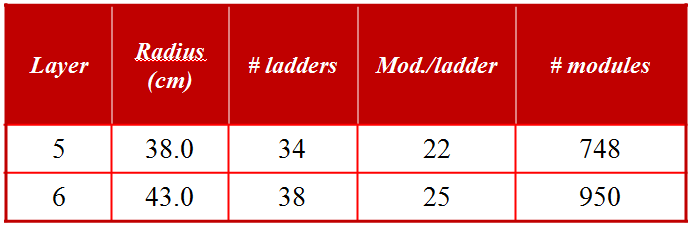 Layer Radius (cm) # ladders Mod./ladder # modules
5 38.0 34 22 748
6 43.0 38 25 950